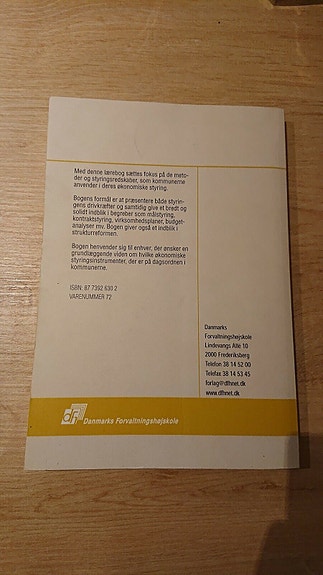 Med denne lærebog sættes fokus på de meto-
der og styringsredskaber, som kommunerne
anvender i deres økonomiske styring.
Bogens formål er at præsentere både styrin-
gens drivkræfter og samtidig give et bredt og
solidt indblik i begreber som målstyring,
kontraktstyring, virksomhedsplaner, budget-
analyser mv. Bogen giver også et indblik i
strukturreformen.
Bogen henvender sig til enhver, der ønsker en
grundlæggende viden om hvilke økonomiske
styringsinstrumenter, der er på dagsordnen i
kommunerne.
ISBN: 87 7392 630 2
VARENUMMER 72
Danmarks
Forvaltningshøjskole
Lindevangs Allé 10
2000 Frederiksberg
Telefon 38 14 52 00
Telefax 38 14 53 45
forlag@dfhnet.dk
www.dfhnet.dk
dfh Danmarks Forvaltningshøjskole